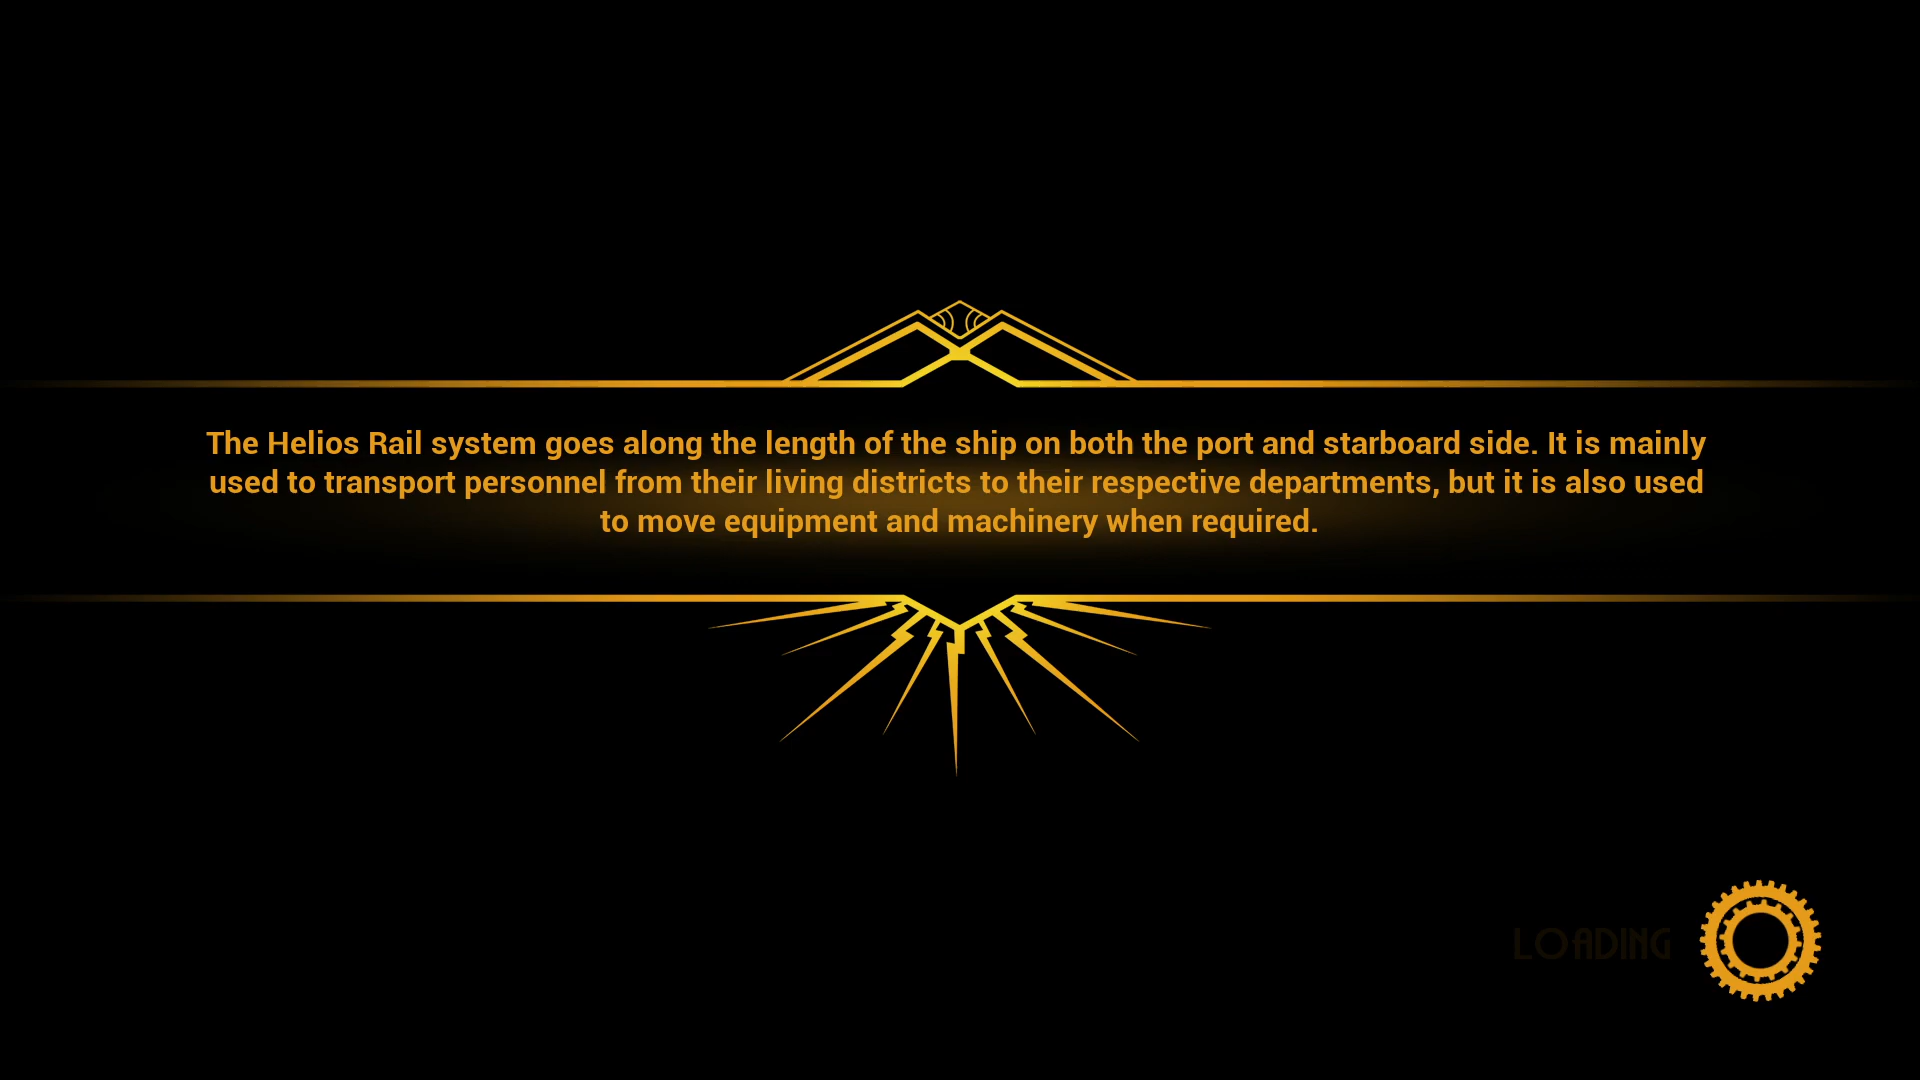 The Helios Rail system goes along the length of the ship on both the port and starboard side. It is mainly
used to transport personnel from their living districts to their respective departments, but it is also used
to move equipment and machinery when required.
LOADING